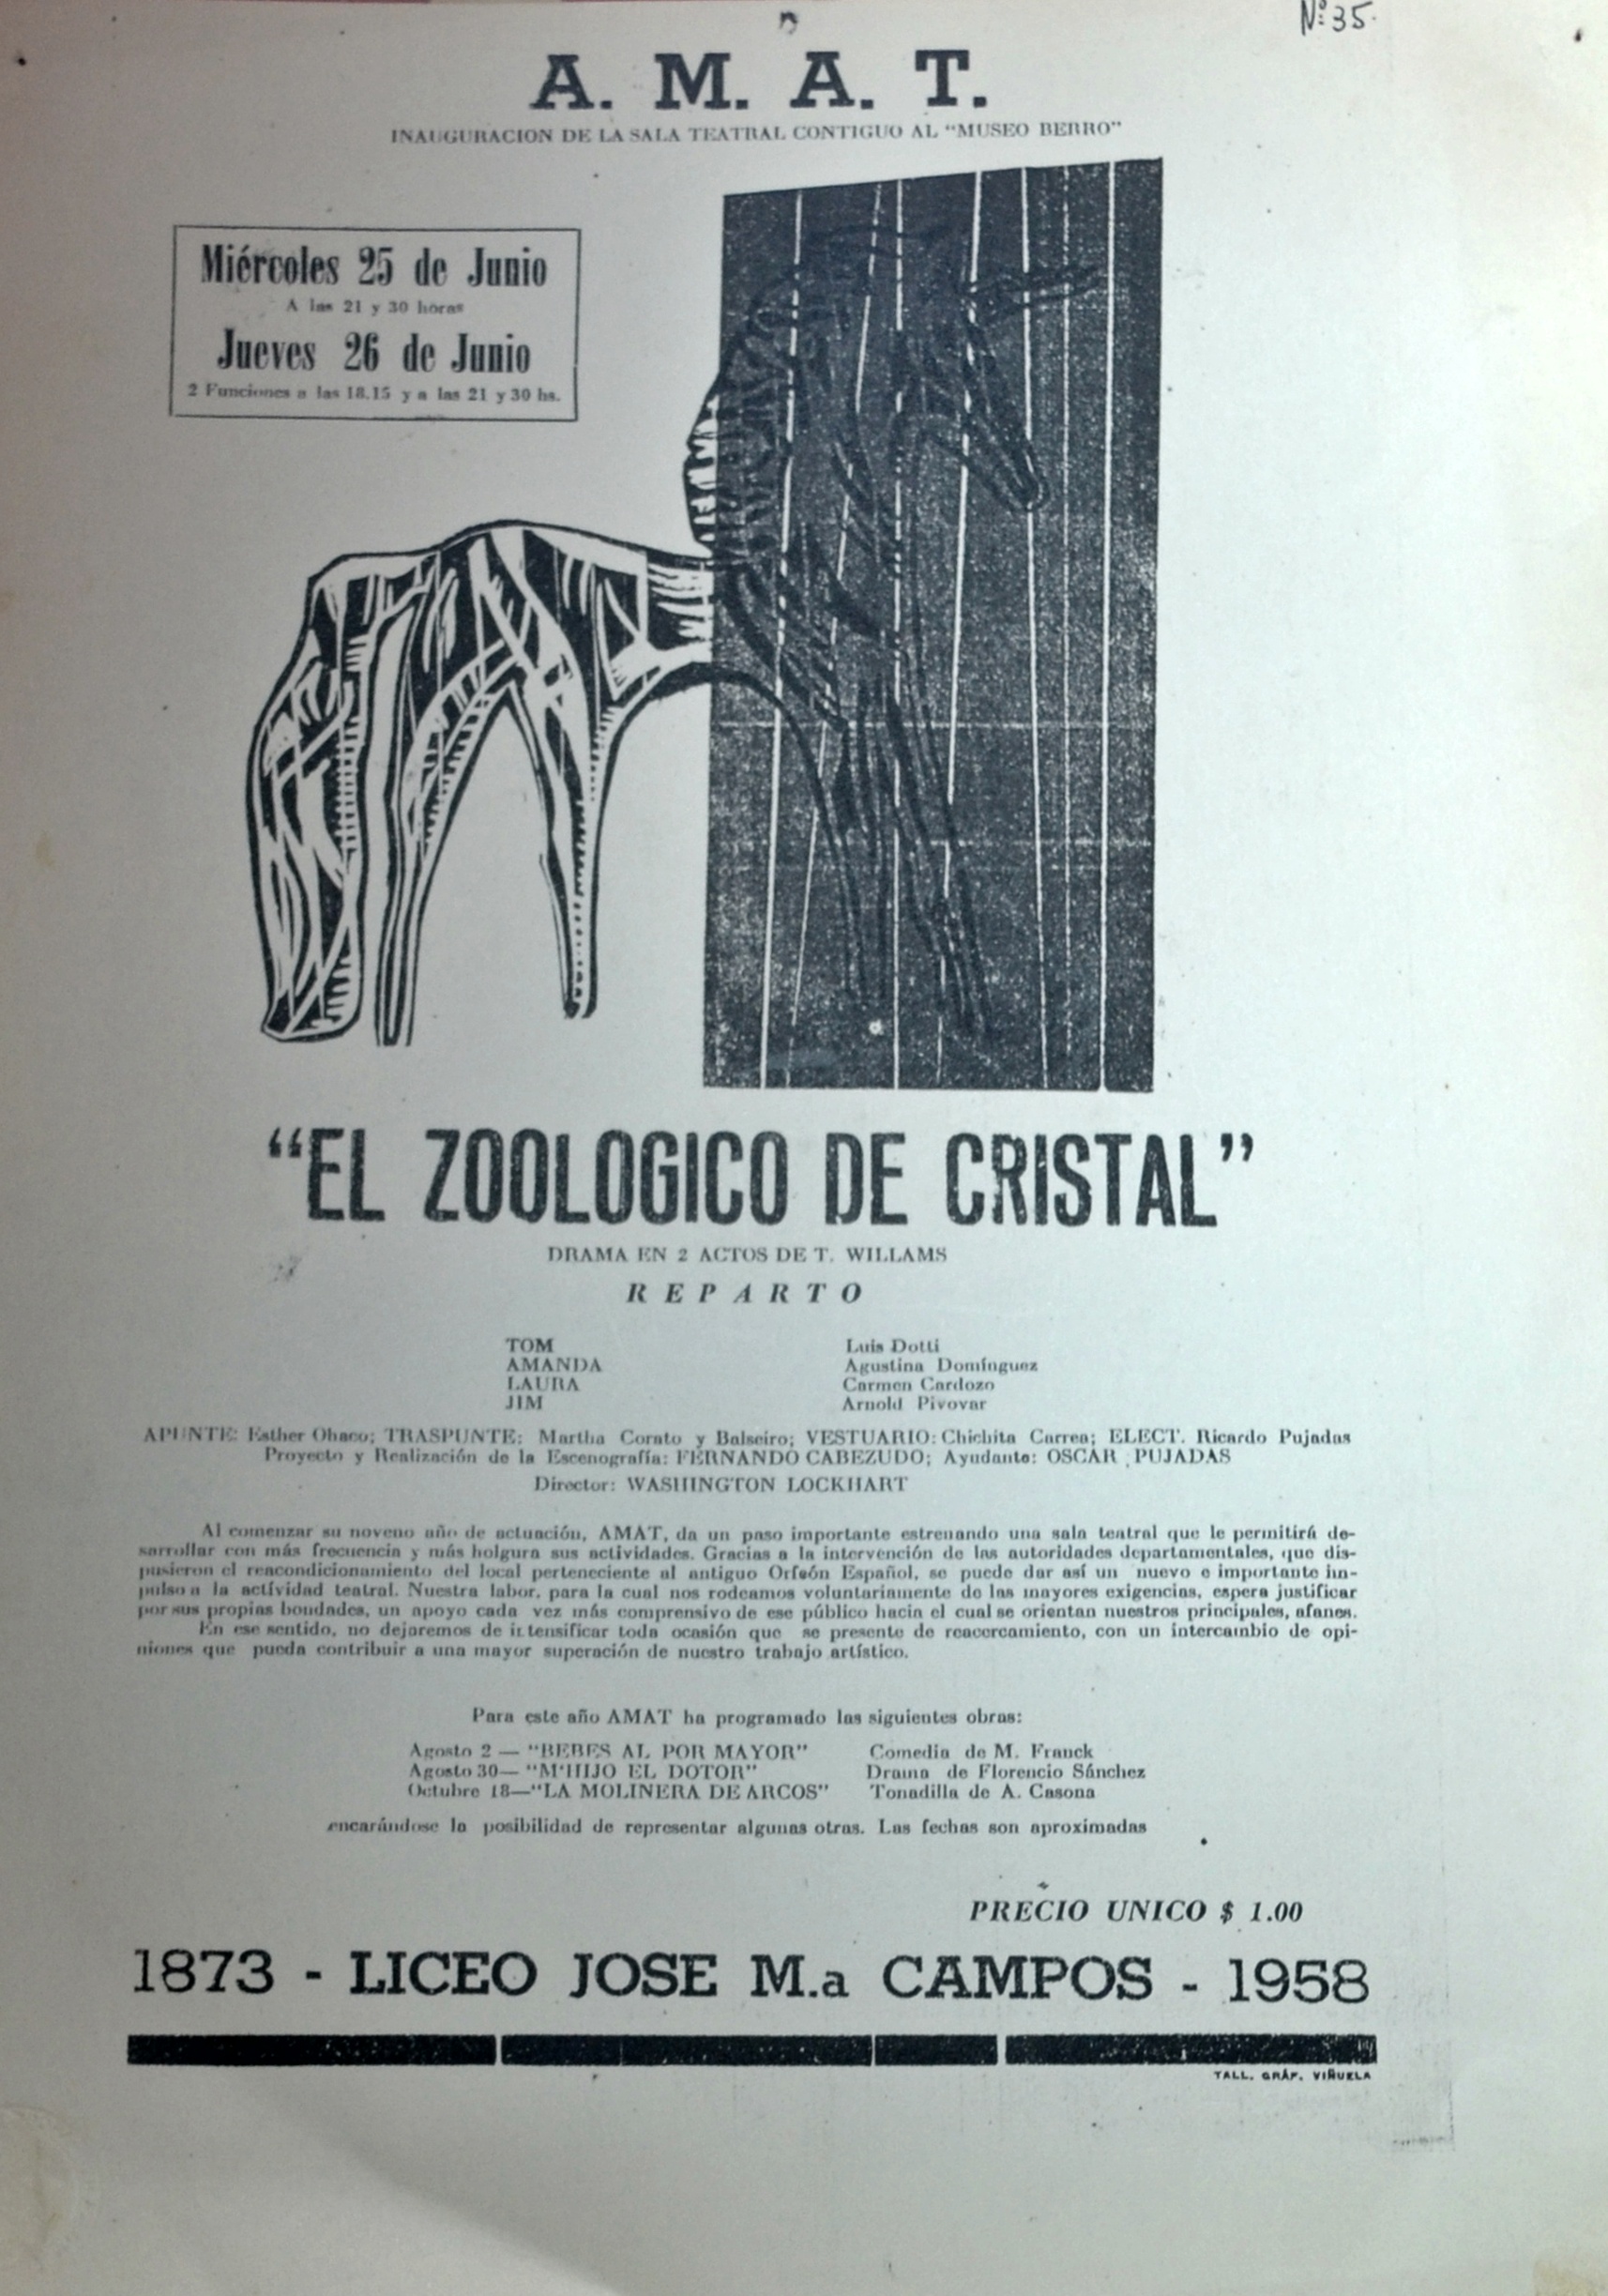 Nº 35.
A. M. A. T.
INAUGURACION DE LA SALA TEATRAL CONTIGUO AL "MUSEO BERRO"
Miércoles 25 de Junio
A las 21 y 30 horas
Jueves 26 de Junio
2 Funciones a las 18.15 y a las 21 y 30 hs.
"EL ZOOLOGICO DE CRISTAL"
DRAMA EN 2 ACTOS DE T. WILLAMS
REPARTO
TOM Luis Dotti
AMANDA Agustina Domínguez
LAURA Carmen Cardozo
JIM Arnold Pivovar
APUNTE: Esther Ohaco; TRASPUNTE: Martha Corato y Balseiro; VESTUARIO: Chichita Carrea; ELECT. Ricardo Pujadas
Proyecto y Realización de la Escenografía: FERNANDO CABEZUDO; Ayudante: OSCAR PUJADAS
Director: WASHINGTON LOCKHART
Al comenzar su noveno año de actuación, AMAT, da un paso importante estrenando una sala teatral que le permitirá de-
sarrollar con más frecuencia y más holgura sus actividades. Gracias a la intervención de las autoridades departamentales, que dis-
pusieron el reacondicionamiento del local perteneciente al antiguo Orfeón Español, se puede dar así un nuevo e importante im-
pulso a la actividad teatral. Nuestra labor, para la cual nos rodeamos voluntariamente de las mayores exigencias, espera justificar
por sus propias bondades, un apoyo cada vez más comprensivo de ese público hacia el cual se orientan nuestros principales, afanes.
En ese sentido, no dejaremos de intensificar toda ocasión que se presente de reacercamiento, con un intercambio de opi-
niones que pueda contribuir a una mayor superación de nuestro trabajo artístico.
Para este año AMAT ha programado las siguientes obras:
Agosto 2 — "BEBES AL POR MAYOR" Comedia de M. Franck
Agosto 30— "M'HIJO EL DOTOR" Drama de Florencio Sánchez
Octubre 18—"LA MOLINERA DE ARCOS" Tonadilla de A. Casona
encarándose la posibilidad de representar algunas otras. Las fechas son aproximadas
PRECIO UNICO $ 1.00
1873 - LICEO JOSE M.a CAMPOS - 1958
TALL. GRÁF. VIÑUELA